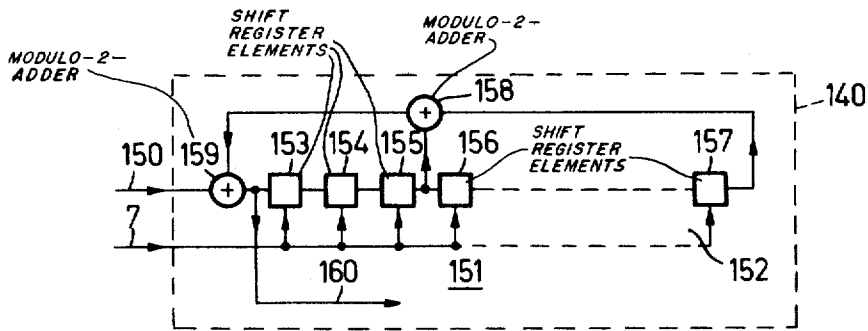 SHIFT
REGISTER
ELEMENTS
MODULO-2-
ADDER
MODULO-2-
ADDER
158
140
159
153
154
155
156
SHIFT
REGISTER
ELEMENTS
157
150
7
160
151
152